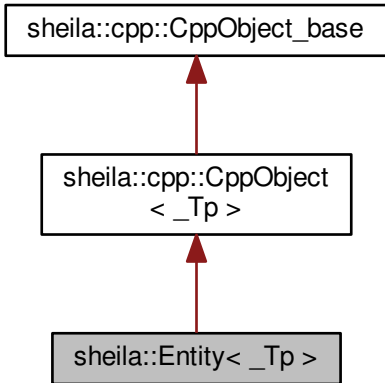 sheila::cpp::CppObject_base
sheila::cpp::CppObject
< _Tp >
sheila::Entity< _Tp >